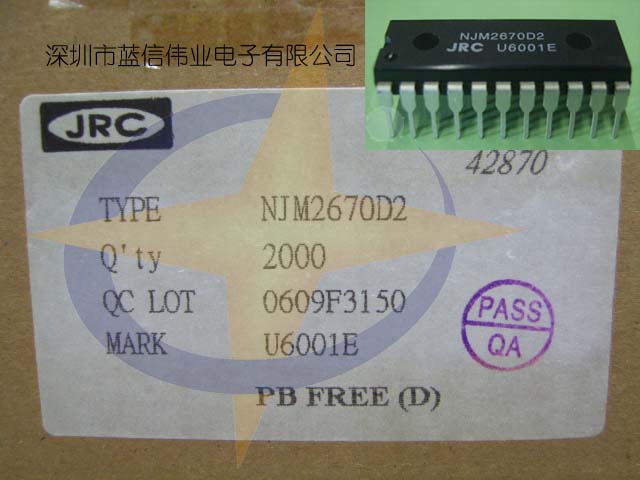 深圳市蓝信伟业电子有限公司
NJM2670D2
JRC U6001E
JRC
42870
TYPE NJM2670D2
Q'ty 2000
QC LOT 0609F3150
MARK U6001E
PASS
QA
PB FREE (D)